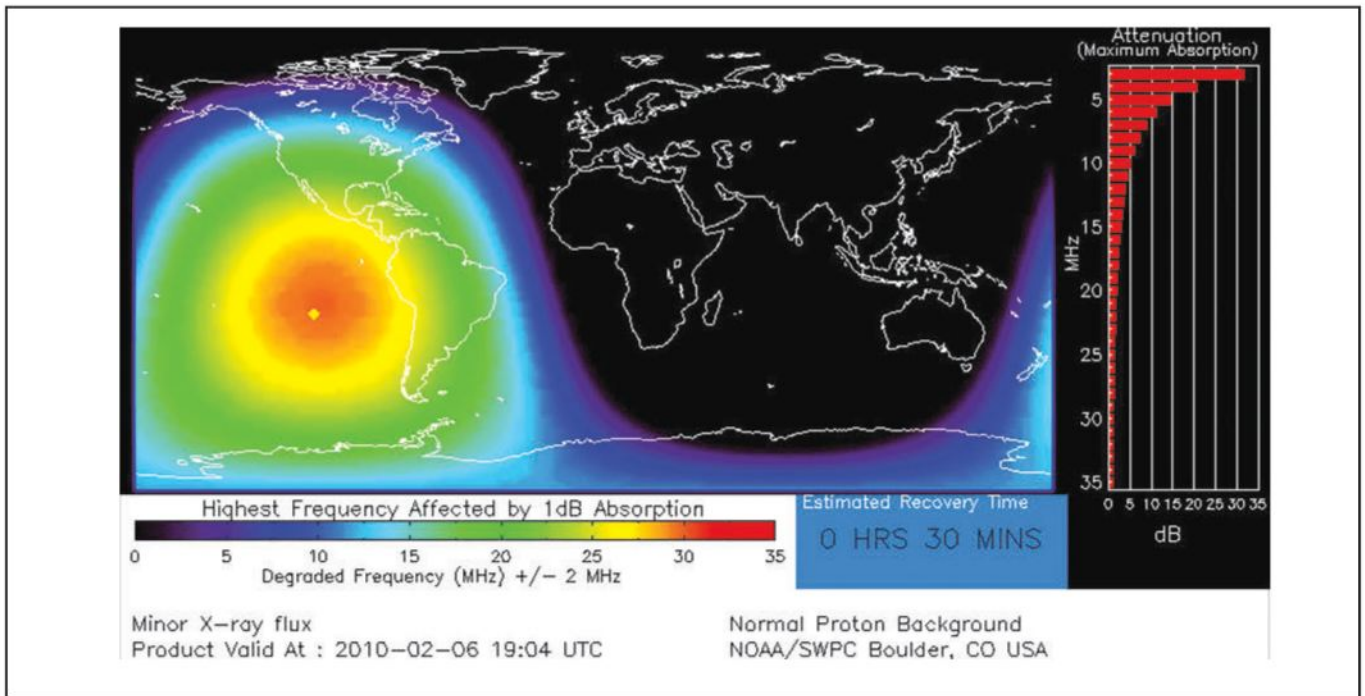 Attenuation
(Maximum Absorption)
5
10
15
20
25
30
35
MHz
0 5 10 15 20 25 30 35
dB
Highest Frequency Affected by 1dB Absorption
0 5 10 15 20 25 30 35
Degraded Frequency (MHz) +/- 2 MHz
Estimated Recovery Time
0 HRS 30 MINS
Minor X-ray flux
Product Valid At : 2010-02-06 19:04 UTC
Normal Proton Background
NOAA/SWPC Boulder, CO USA